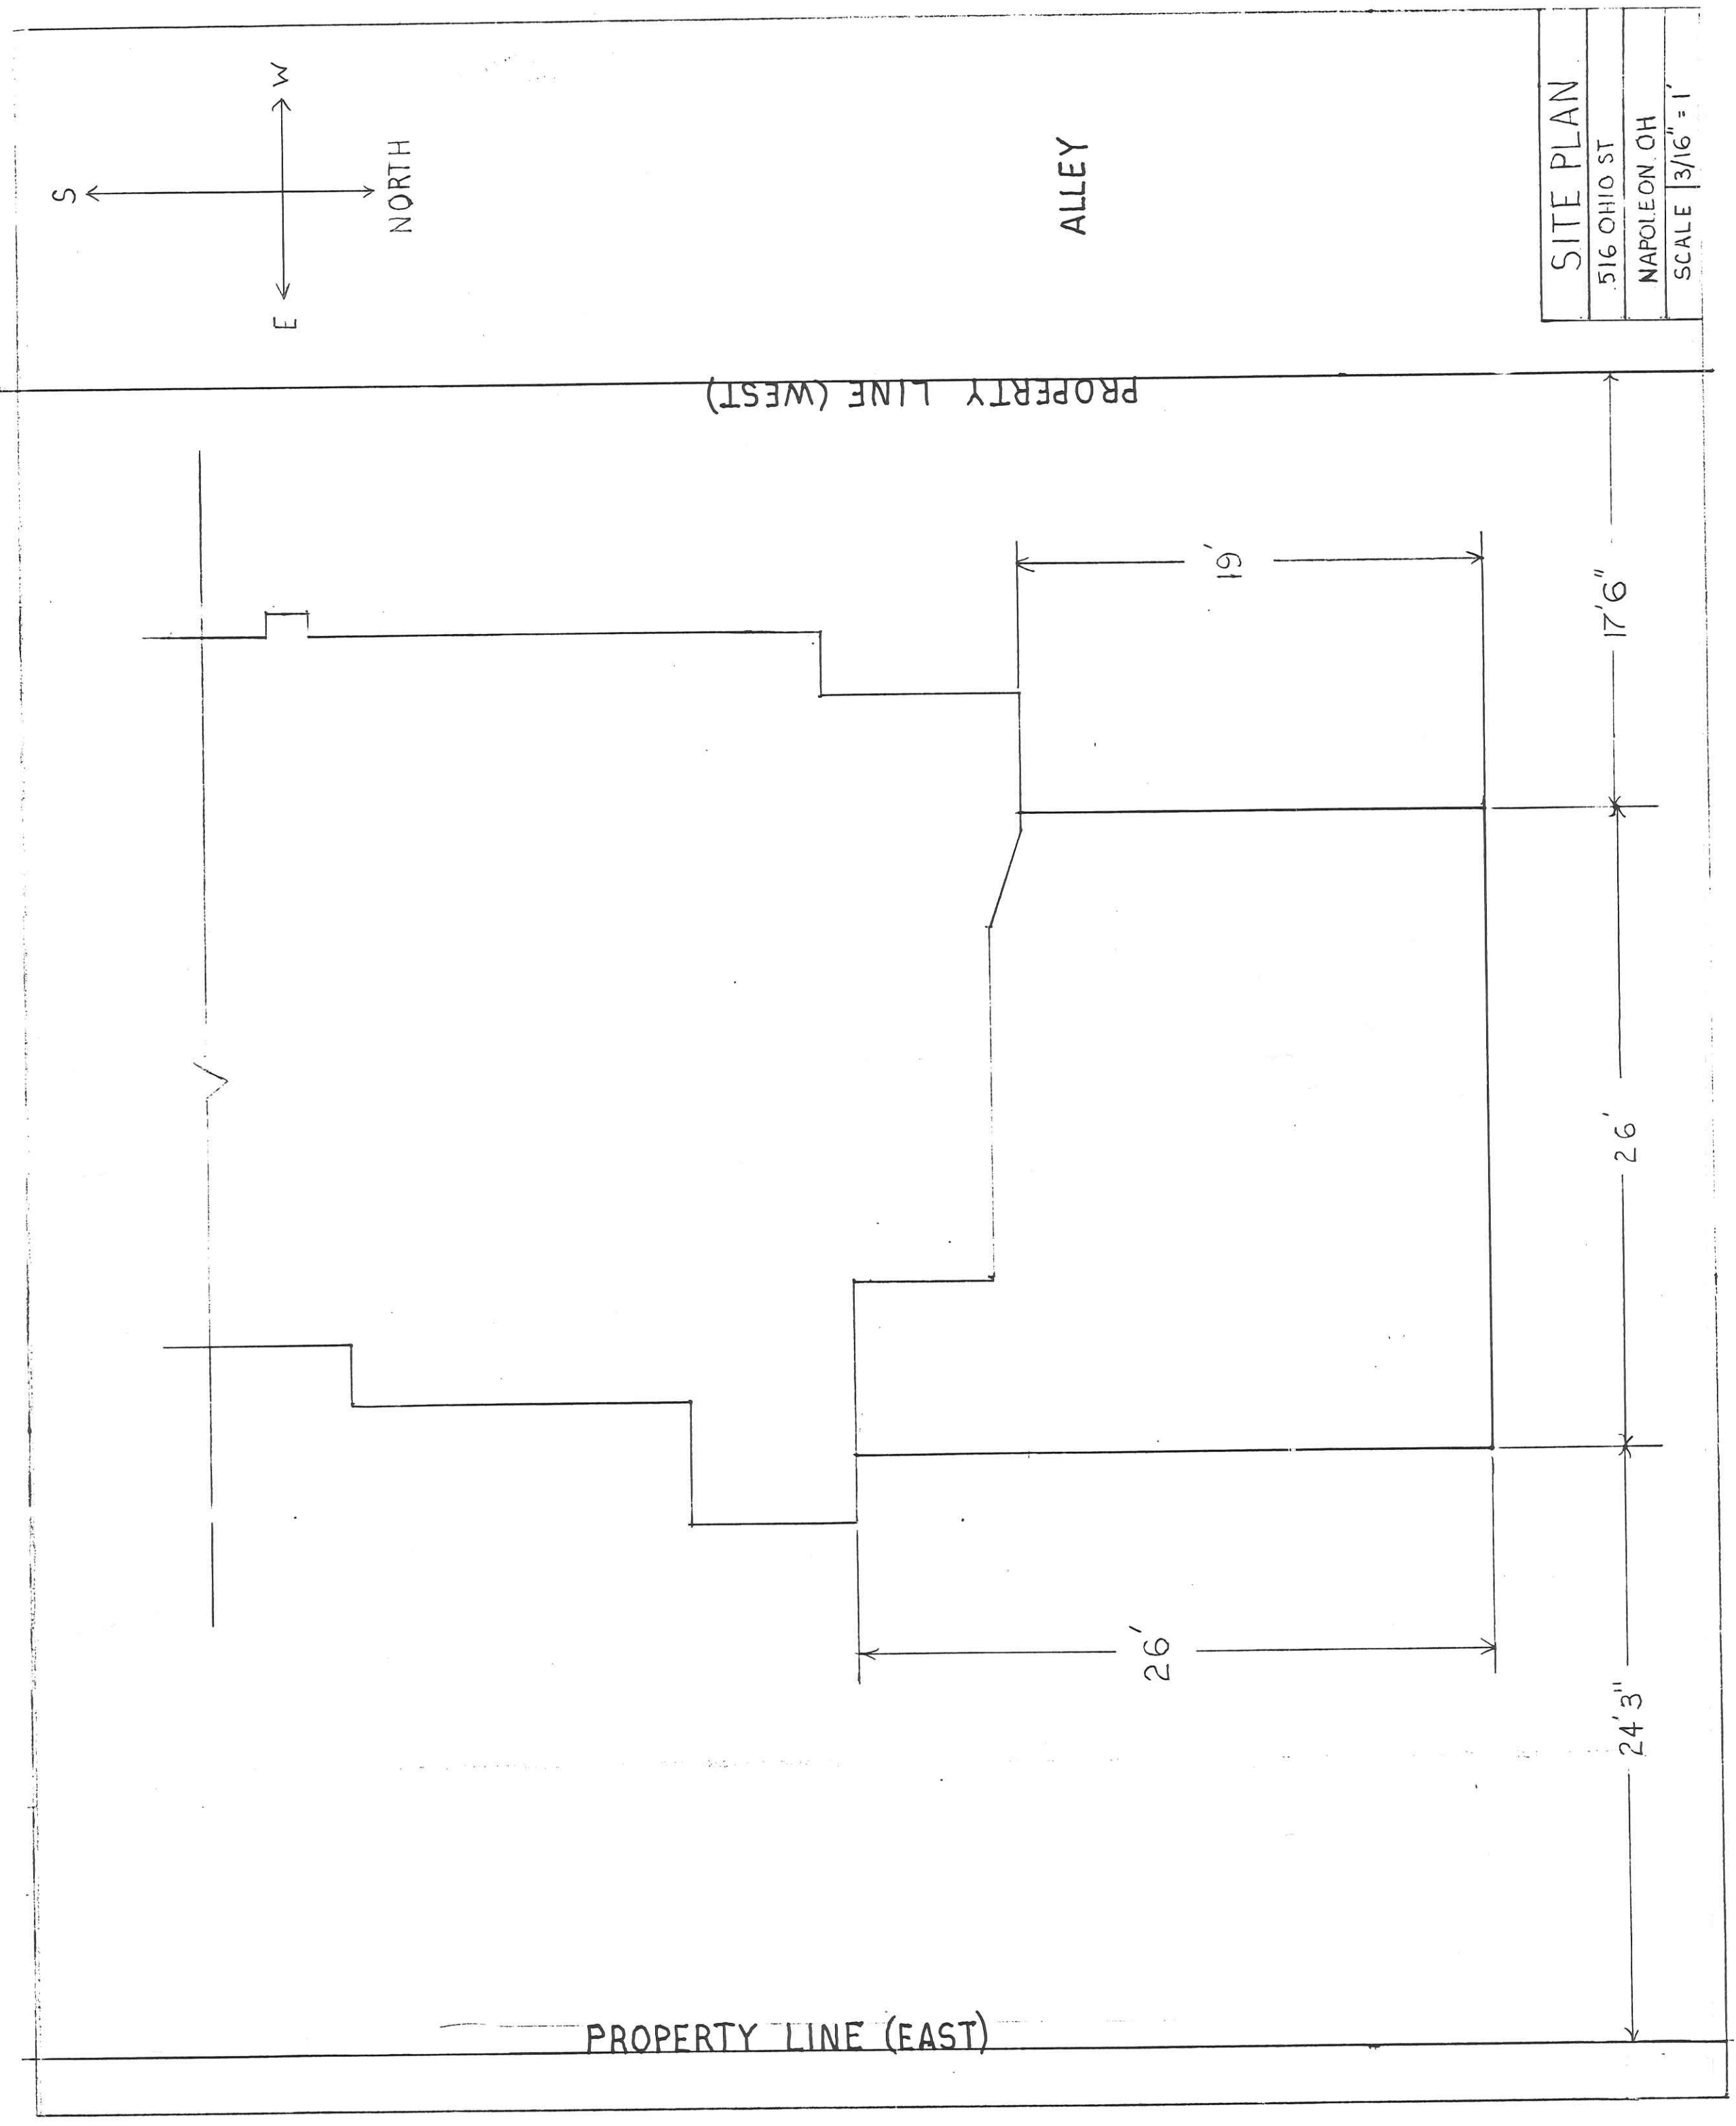 S
E
W
NORTH
ALLEY
PROPERTY LINE (WEST)
19'
17'6"
26'
26'
24'3"
PROPERTY LINE (EAST)
SITE PLAN
516 OHIO ST
NAPOLEON. OH
SCALE 3/16" = 1'